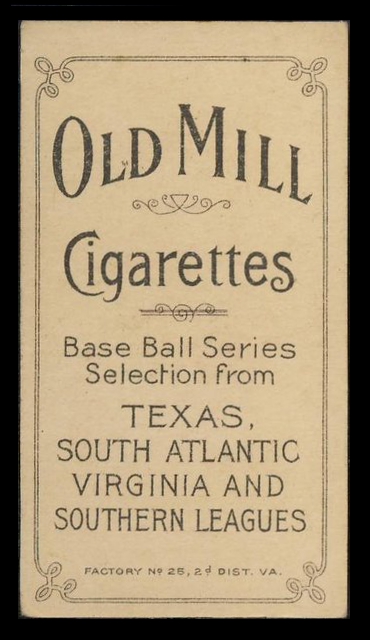 OLD MILL
Cigarettes
Base Ball Series
Selection from
TEXAS,
SOUTH ATLANTIC
VIRGINIA AND
SOUTHERN LEAGUES
FACTORY Nº 25, 2d DIST. VA.